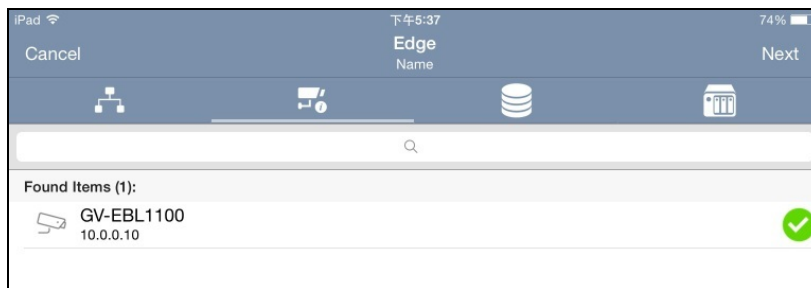 iPad 下午5:37 74%
Cancel Edge Next
Name
Found Items (1):
GV-EBL1100
10.0.0.10